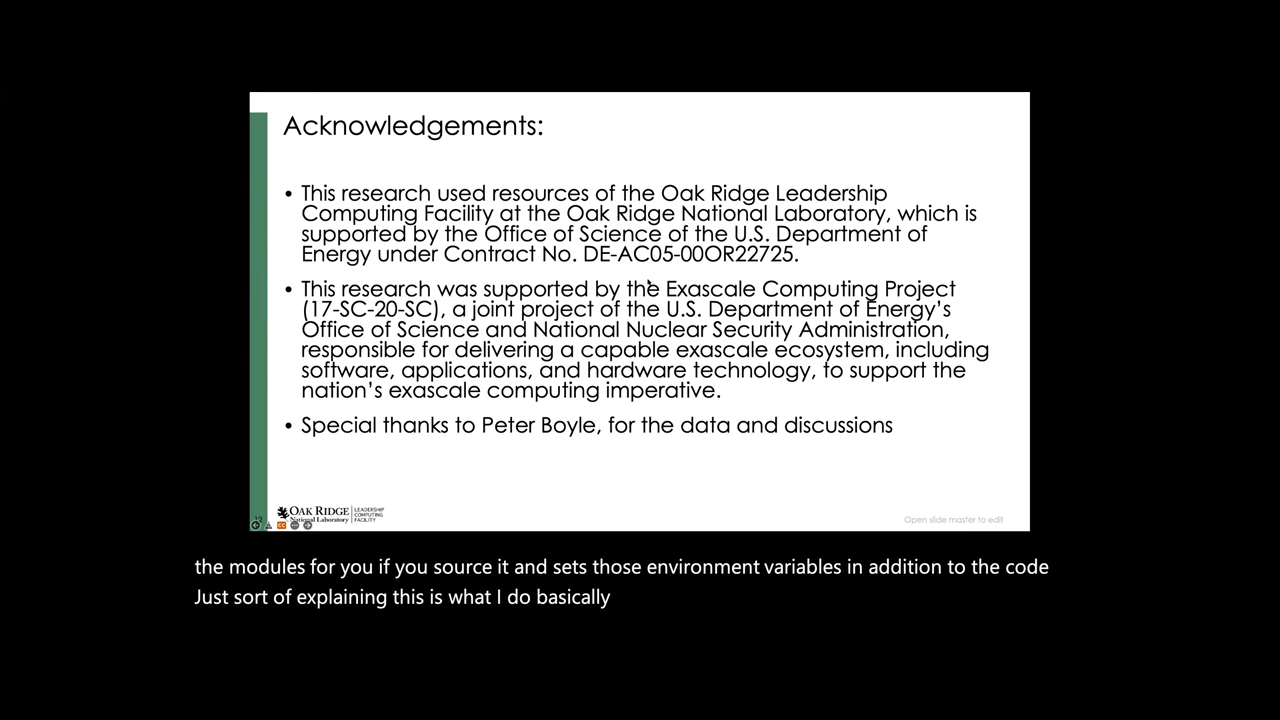 Acknowledgements:
• This research used resources of the Oak Ridge Leadership
Computing Facility at the Oak Ridge National Laboratory, which is
supported by the Office of Science of the U.S. Department of
Energy under Contract No. DE-AC05-00OR22725.
• This research was supported by the Exascale Computing Project
(17-SC-20-SC), a joint project of the U.S. Department of Energy’s
Office of Science and National Nuclear Security Administration,
responsible for delivering a capable exascale ecosystem, including
software, applications, and hardware technology, to support the
nation’s exascale computing imperative.
• Special thanks to Peter Boyle, for the data and discussions
OAK RIDGE
National Laboratory
LEADERSHIP
COMPUTING
FACILITY
Open slide master to edit
the modules for you if you source it and sets those environment variables in addition to the code
Just sort of explaining this is what I do basically